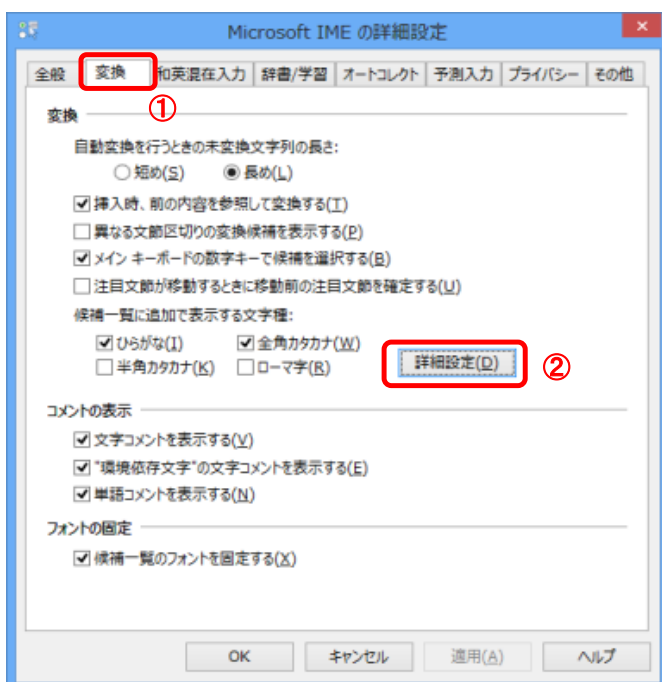 Microsoft IME の詳細設定
全般 変換 和英混在入力 辞書/学習 オートコレクト 予測入力 プライバシー その他
①
変換
自動変換を行うときの未変換文字列の長さ:
短め(S) 長め(L)
挿入時、前の内容を参照して変換する(T)
異なる文節区切りの変換候補を表示する(P)
メイン キーボードの数字キーで候補を選択する(B)
注目文節が移動するときに移動前の注目文節を確定する(U)
候補一覧に追加で表示する文字種:
ひらがな(I) 全角カタカナ(W)
半角カタカナ(K) ローマ字(R) 詳細設定(D) ②
コメントの表示
文字コメントを表示する(V)
"環境依存文字"の文字コメントを表示する(E)
単語コメントを表示する(N)
フォントの固定
候補一覧のフォントを固定する(X)
OK キャンセル 適用(A) ヘルプ